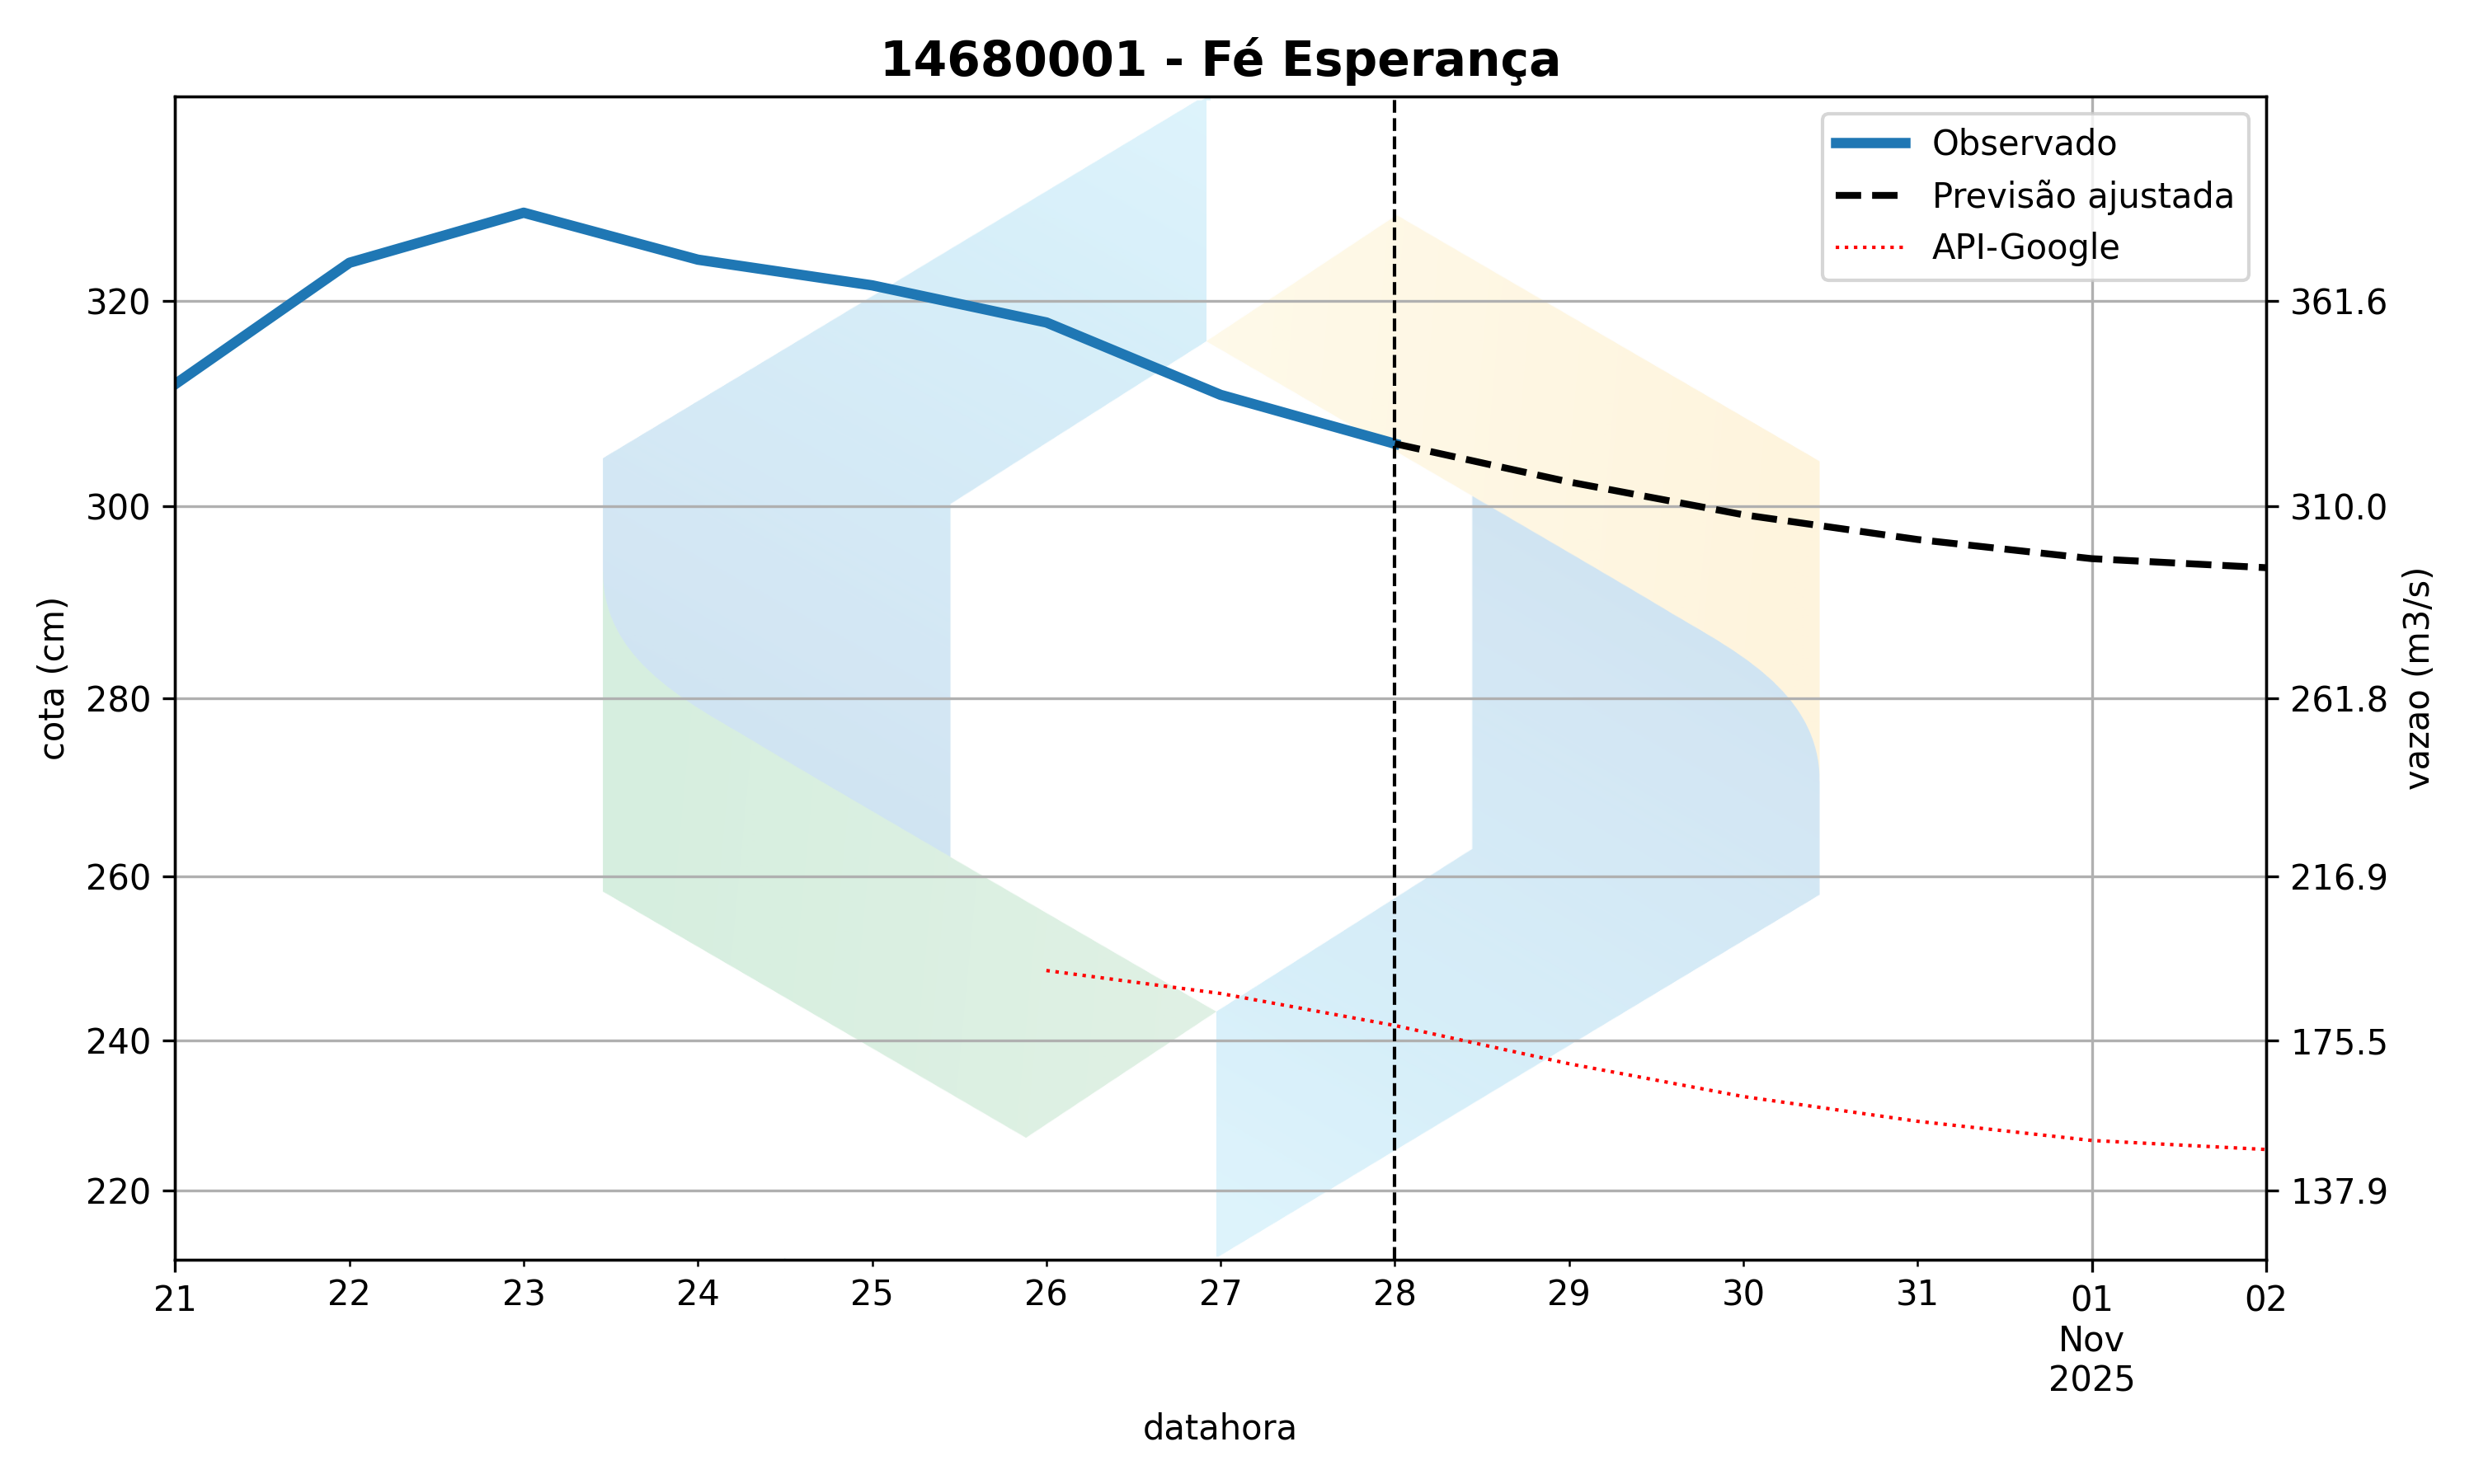 14680001 - Fé Esperança
Observado
Previsão ajustada
API-Google
320
300
280
260
240
220
cota (cm)
361.6
310.0
261.8
216.9
175.5
137.9
vazao (m3/s)
21 22 23 24 25 26 27 28 29 30 31 01 02
Nov
2025
datahora